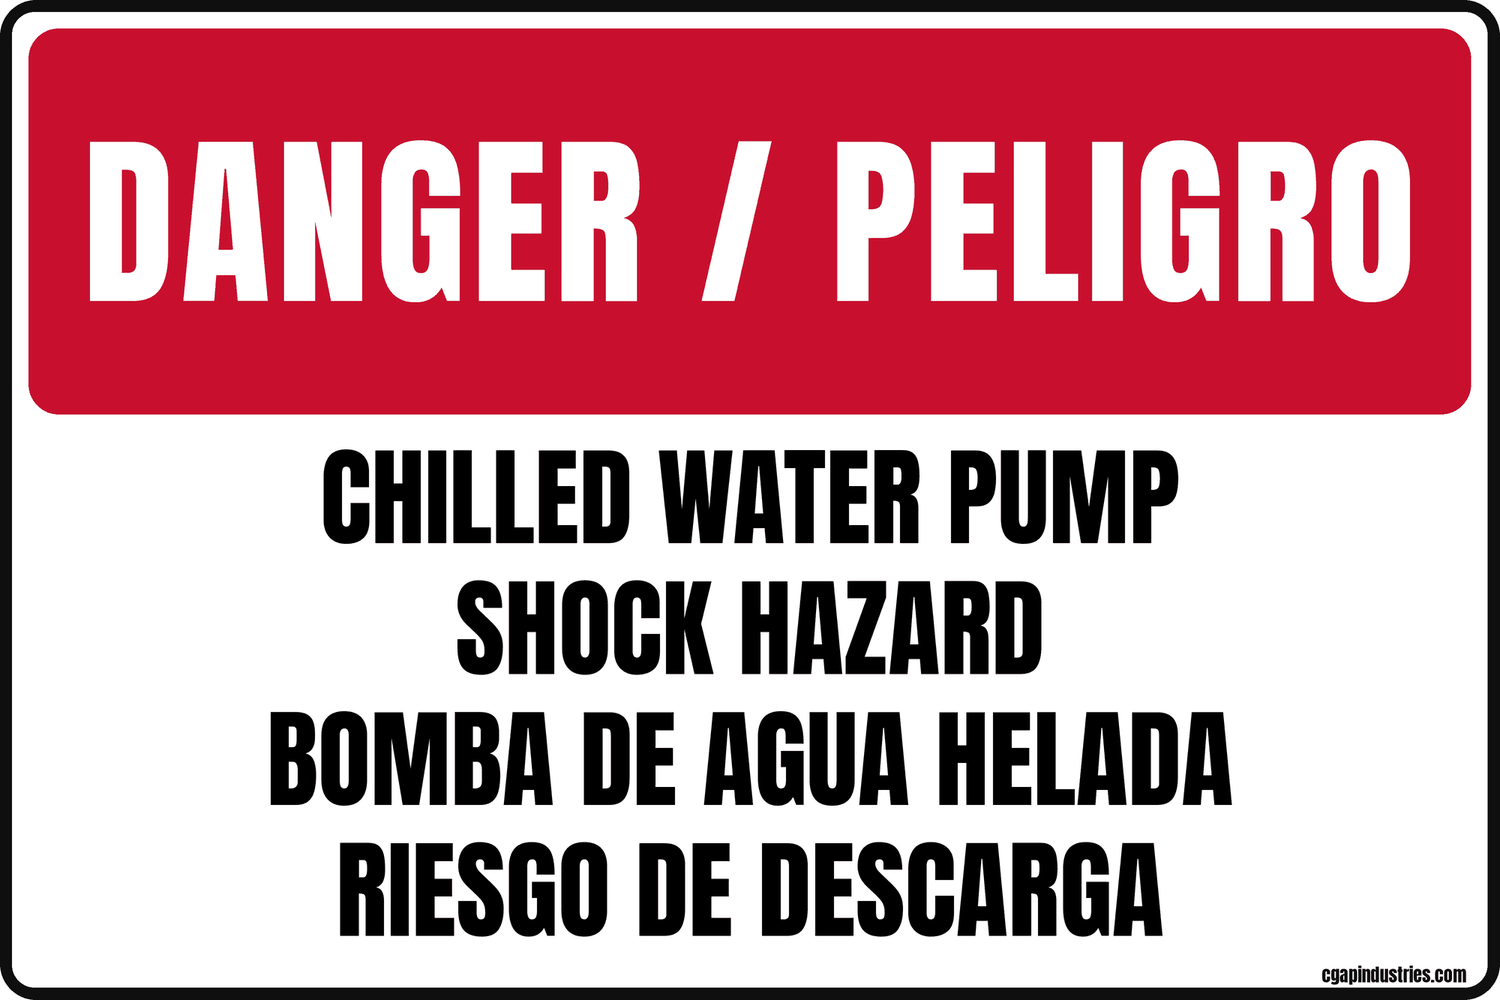 DANGER / PELIGRO
CHILLED WATER PUMP
SHOCK HAZARD
BOMBA DE AGUA HELADA
RIESGO DE DESCARGA
cgapindustries.com